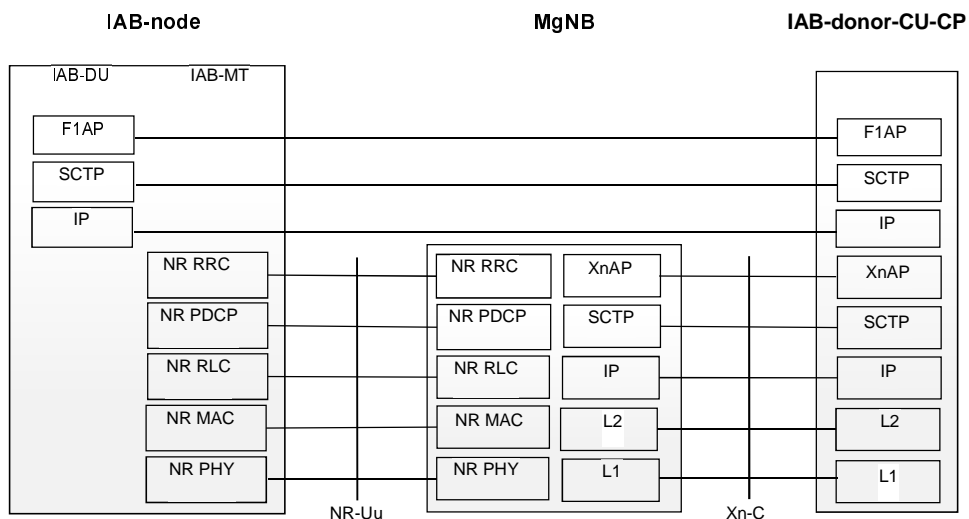 IAB-node MgNB IAB-donor-CU-CP
IAB-DU IAB-MT
F1AP F1AP
SCTP SCTP
IP IP
NR RRC NR RRC XnAP XnAP
NR PDCP NR PDCP SCTP SCTP
NR RLC NR RLC IP IP
NR MAC NR MAC L2 L2
NR PHY NR PHY L1 L1
NR-Uu Xn-C